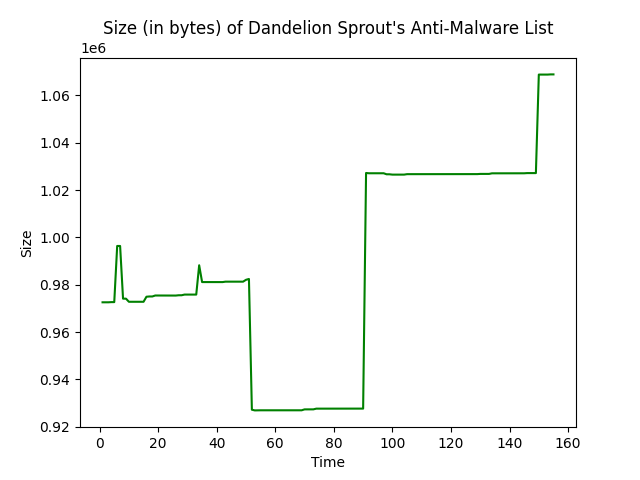 Size (in bytes) of Dandelion Sprout's Anti-Malware List
1e6
1.06
1.04
1.02
1.00
0.98
0.96
0.94
0.92
Size
0 20 40 60 80 100 120 140 160
Time